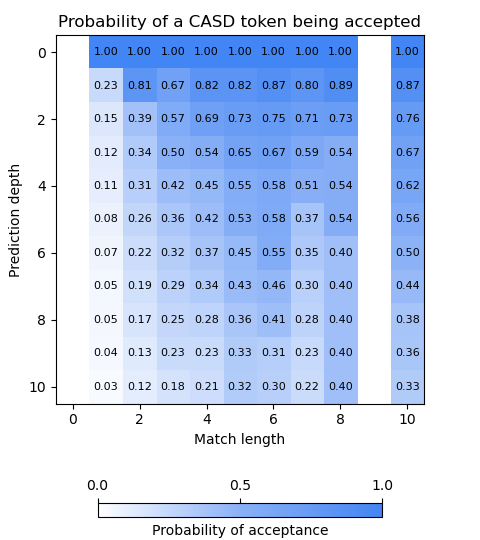 Probability of a CASD token being accepted
0 1.00 1.00 1.00 1.00 1.00 1.00 1.00 1.00 1.00
0.23 0.81 0.67 0.82 0.82 0.87 0.80 0.89 0.87
2 0.15 0.39 0.57 0.69 0.73 0.75 0.71 0.73 0.76
0.12 0.34 0.50 0.54 0.65 0.67 0.59 0.54 0.67
4 0.11 0.31 0.42 0.45 0.55 0.58 0.51 0.54 0.62
0.08 0.26 0.36 0.42 0.53 0.58 0.37 0.54 0.56
6 0.07 0.22 0.32 0.37 0.45 0.55 0.35 0.40 0.50
0.05 0.19 0.29 0.34 0.43 0.46 0.30 0.40 0.44
8 0.05 0.17 0.25 0.28 0.36 0.41 0.28 0.40 0.38
0.04 0.13 0.23 0.23 0.33 0.31 0.23 0.40 0.36
10 0.03 0.12 0.18 0.21 0.32 0.30 0.22 0.40 0.33
Prediction depth
0 2 4 6 8 10
Match length
0.0 0.5 1.0
Probability of acceptance